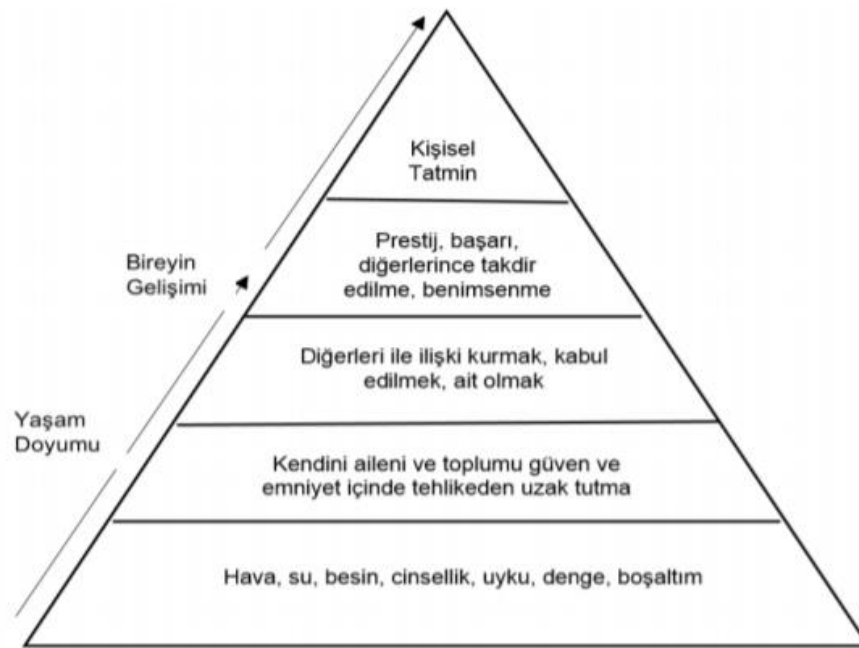 Kişisel
Tatmin
Prestij, başarı,
diğerlerince takdir
edilme, benimsenme
Bireyin
Gelişimi
Diğerleri ile ilişki kurmak, kabul
edilmek, ait olmak
Yaşam
Doyumu
Kendini aileni ve toplumu güven ve
emniyet içinde tehlikeden uzak tutma
Hava, su, besin, cinsellik, uyku, denge, boşaltım